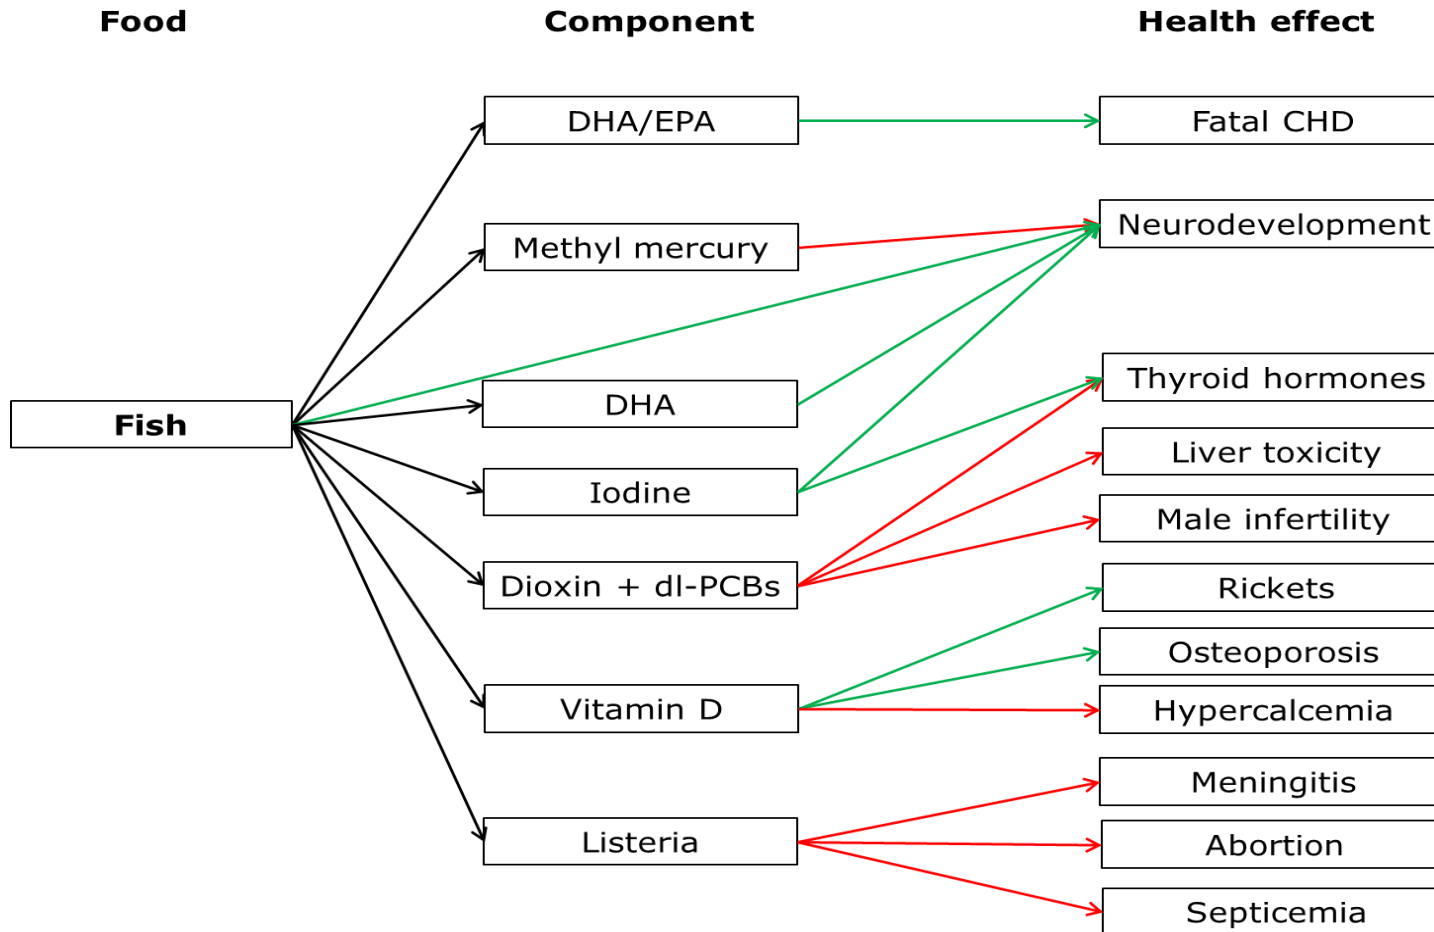 Food Component Health effect
DHA/EPA Fatal CHD
Methyl mercury Neurodevelopment
Fish
DHA Thyroid hormones
Iodine Liver toxicity
Male infertility
Dioxin + dl-PCBs Rickets
Osteoporosis
Vitamin D Hypercalcemia
Meningitis
Listeria Abortion
Septicemia